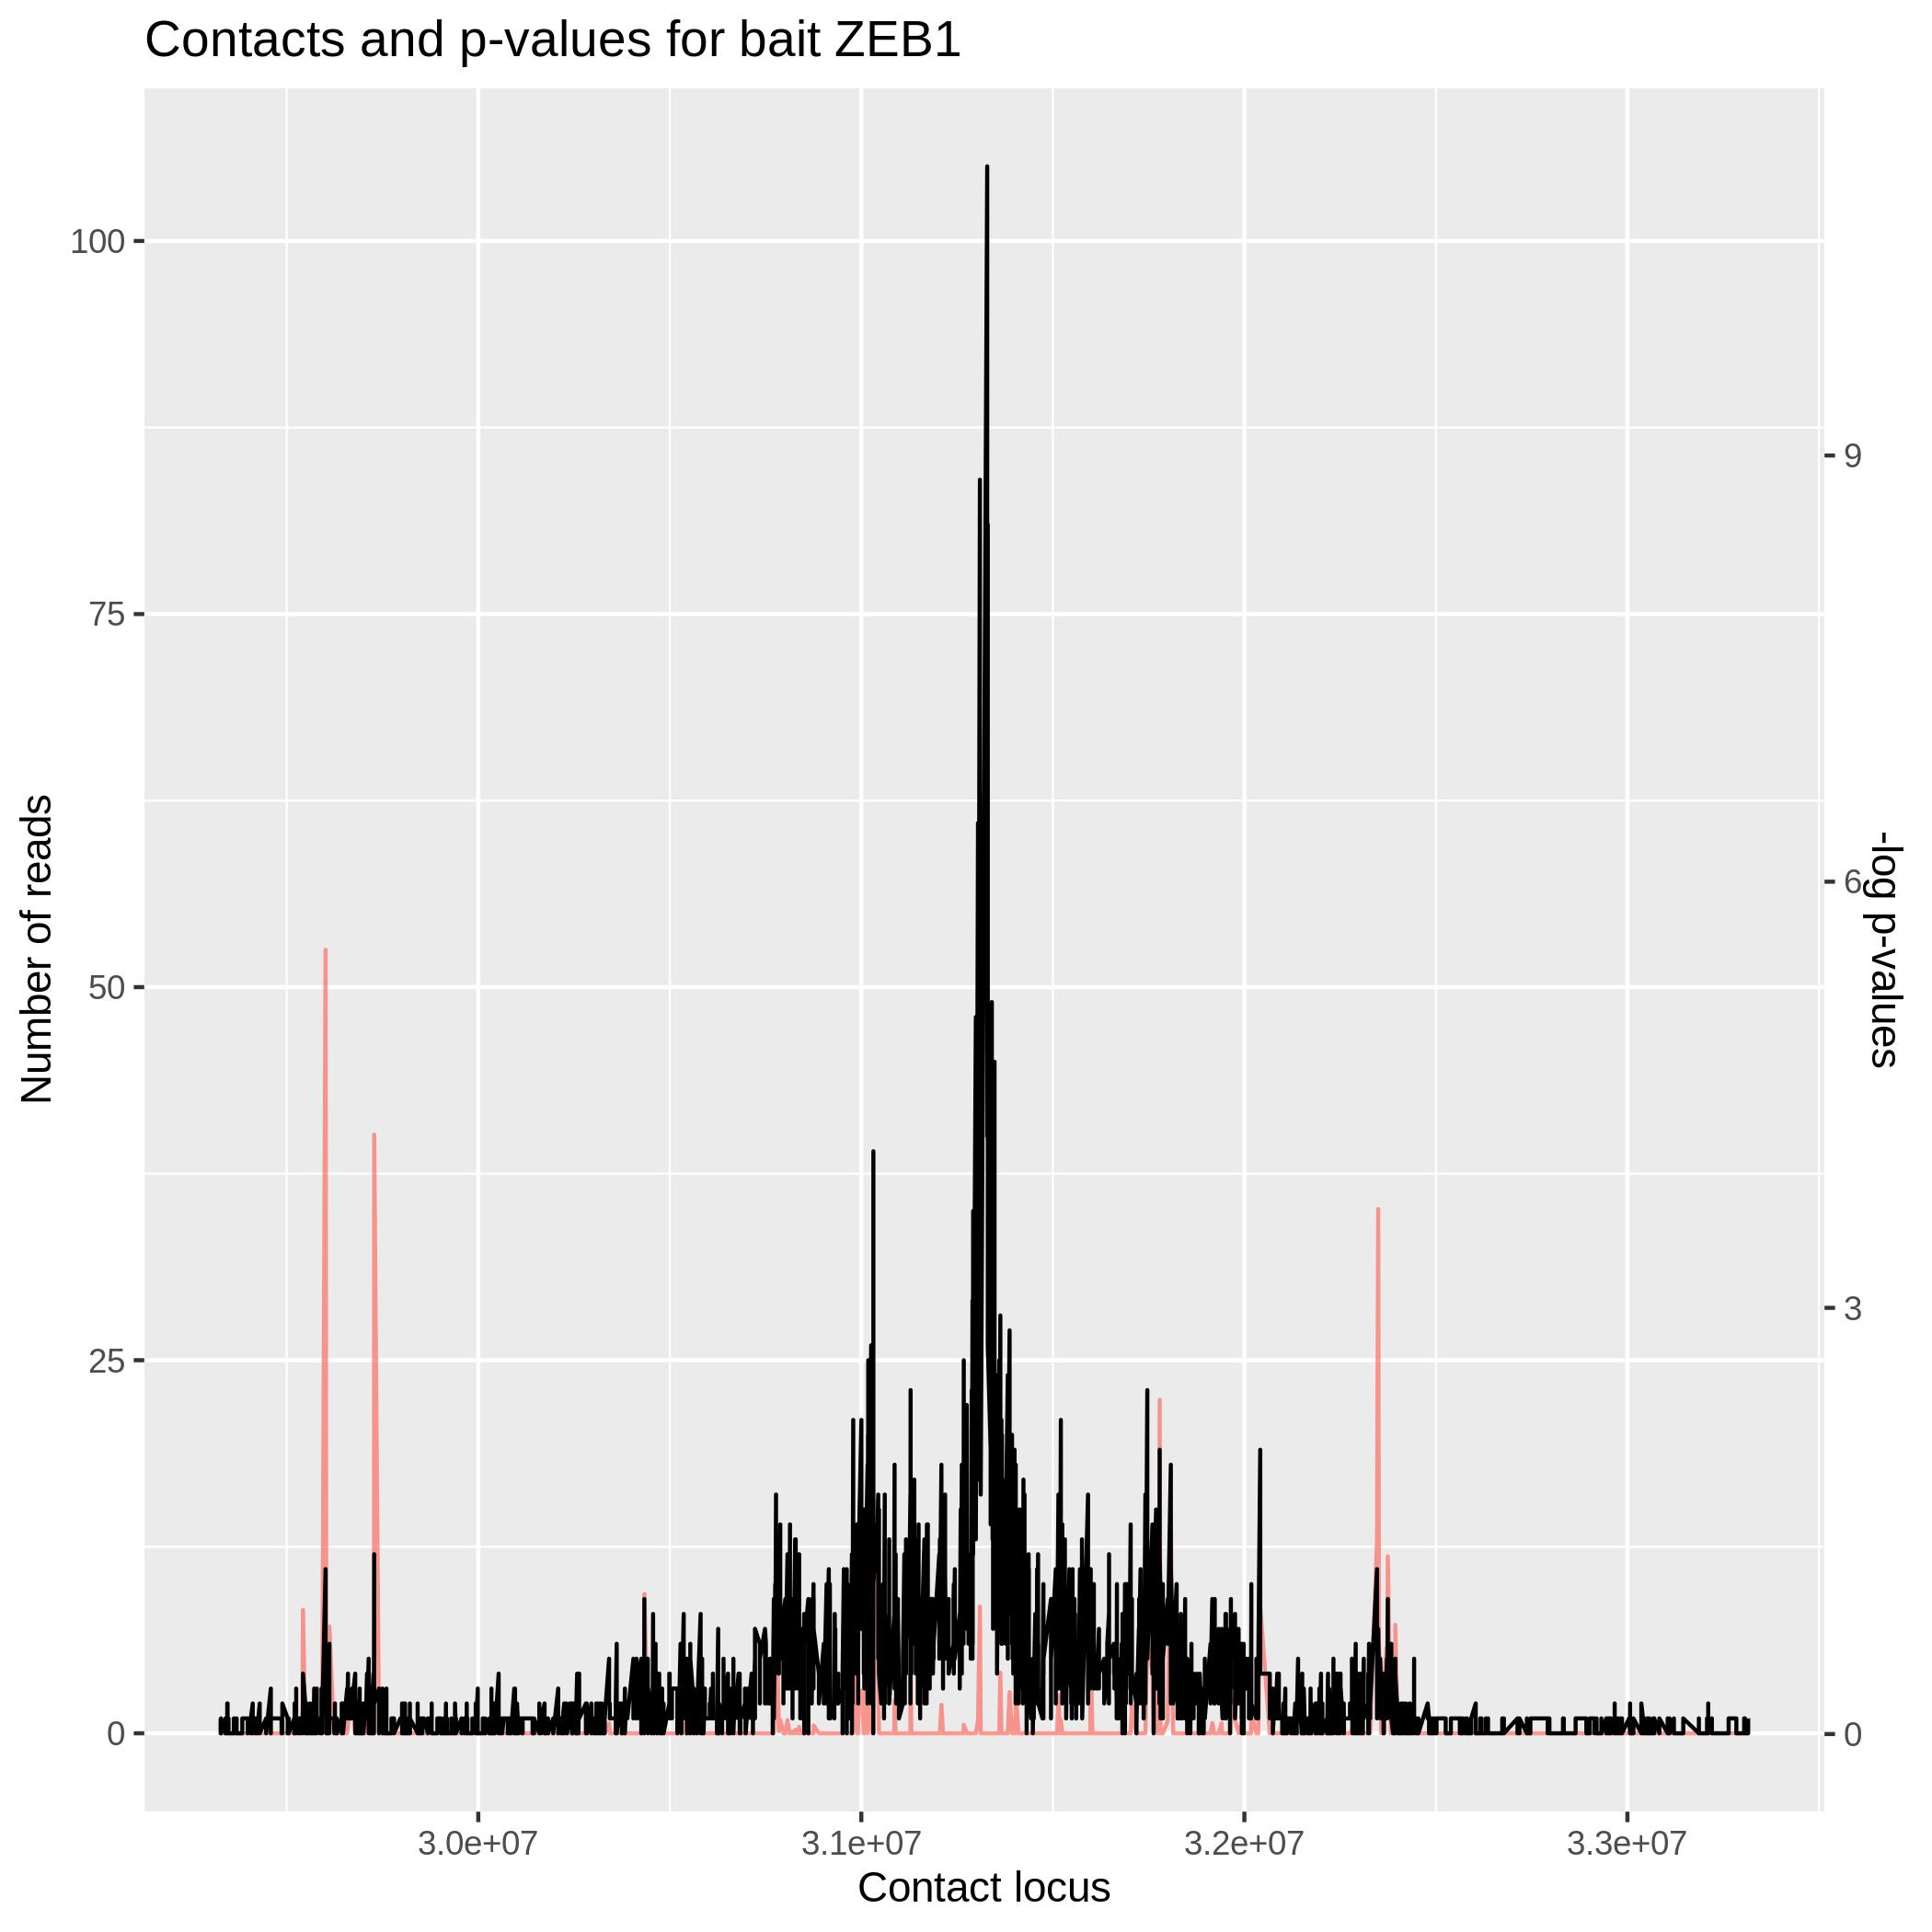 Contacts and p-values for bait ZEB1
Number of reads
100
75
50
25
0
9
6
3
0
-log p-values
3.0e+07
3.1e+07
3.2e+07
3.3e+07
Contact locus